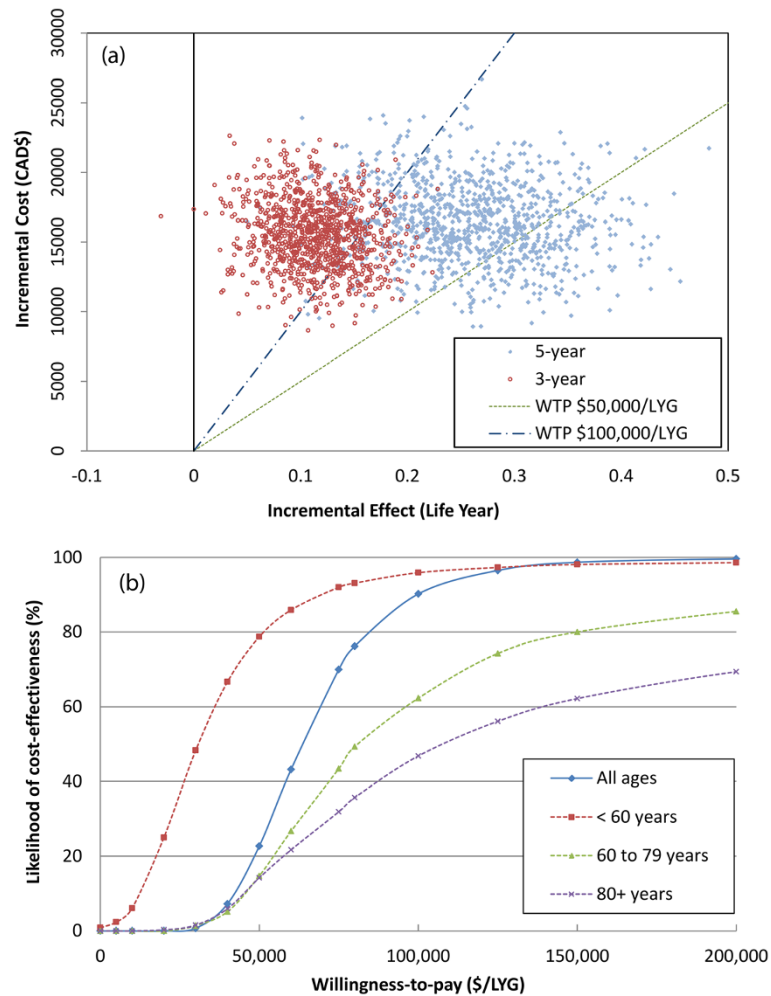 (a)
30000
25000
20000
15000
10000
5000
0
Incremental Cost (CAD$)
5-year
3-year
WTP $50,000/LYG
WTP $100,000/LYG
-0.1 0 0.1 0.2 0.3 0.4 0.5
Incremental Effect (Life Year)
(b)
100
80
60
40
20
0
Likelihood of cost-effectiveness (%)
All ages
< 60 years
60 to 79 years
80+ years
0 50,000 100,000 150,000 200,000
Willingness-to-pay ($/LYG)